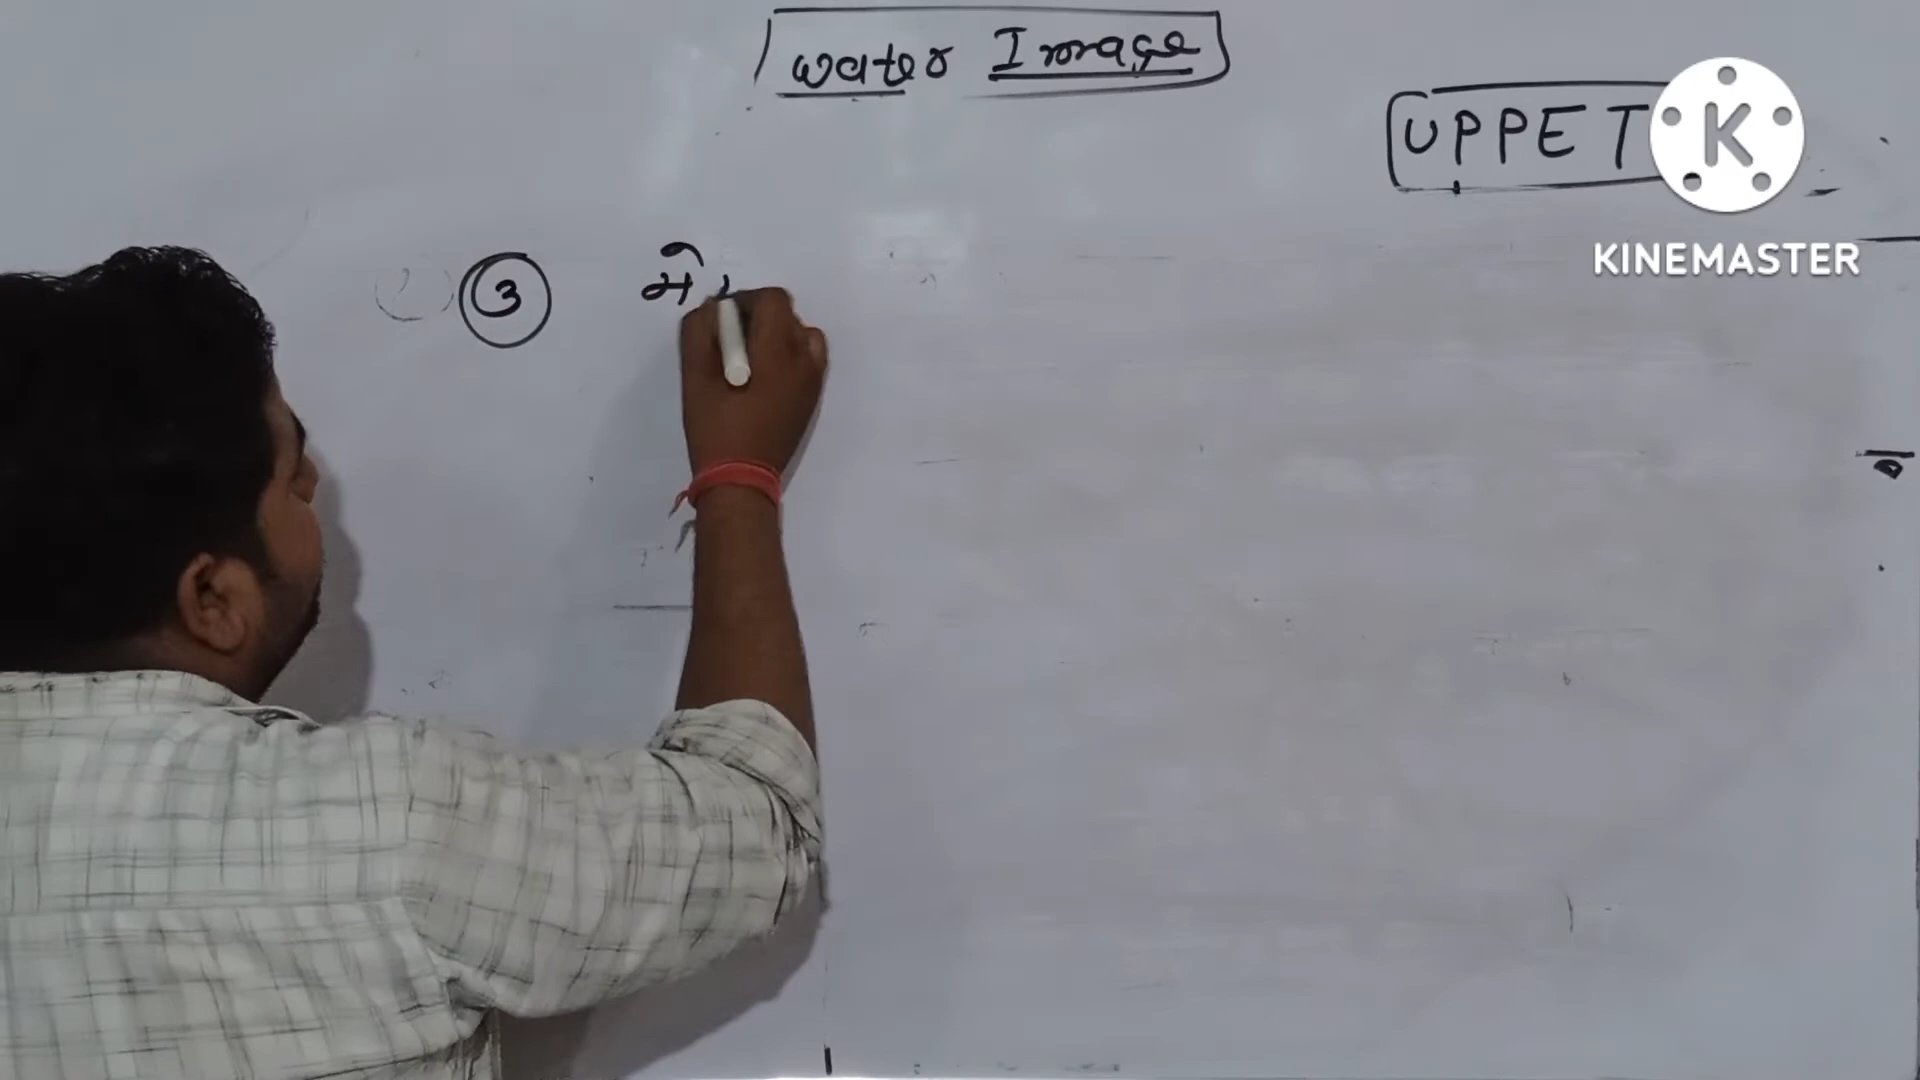 Water Image
UPPET
K
KINEMASTER
3 मे